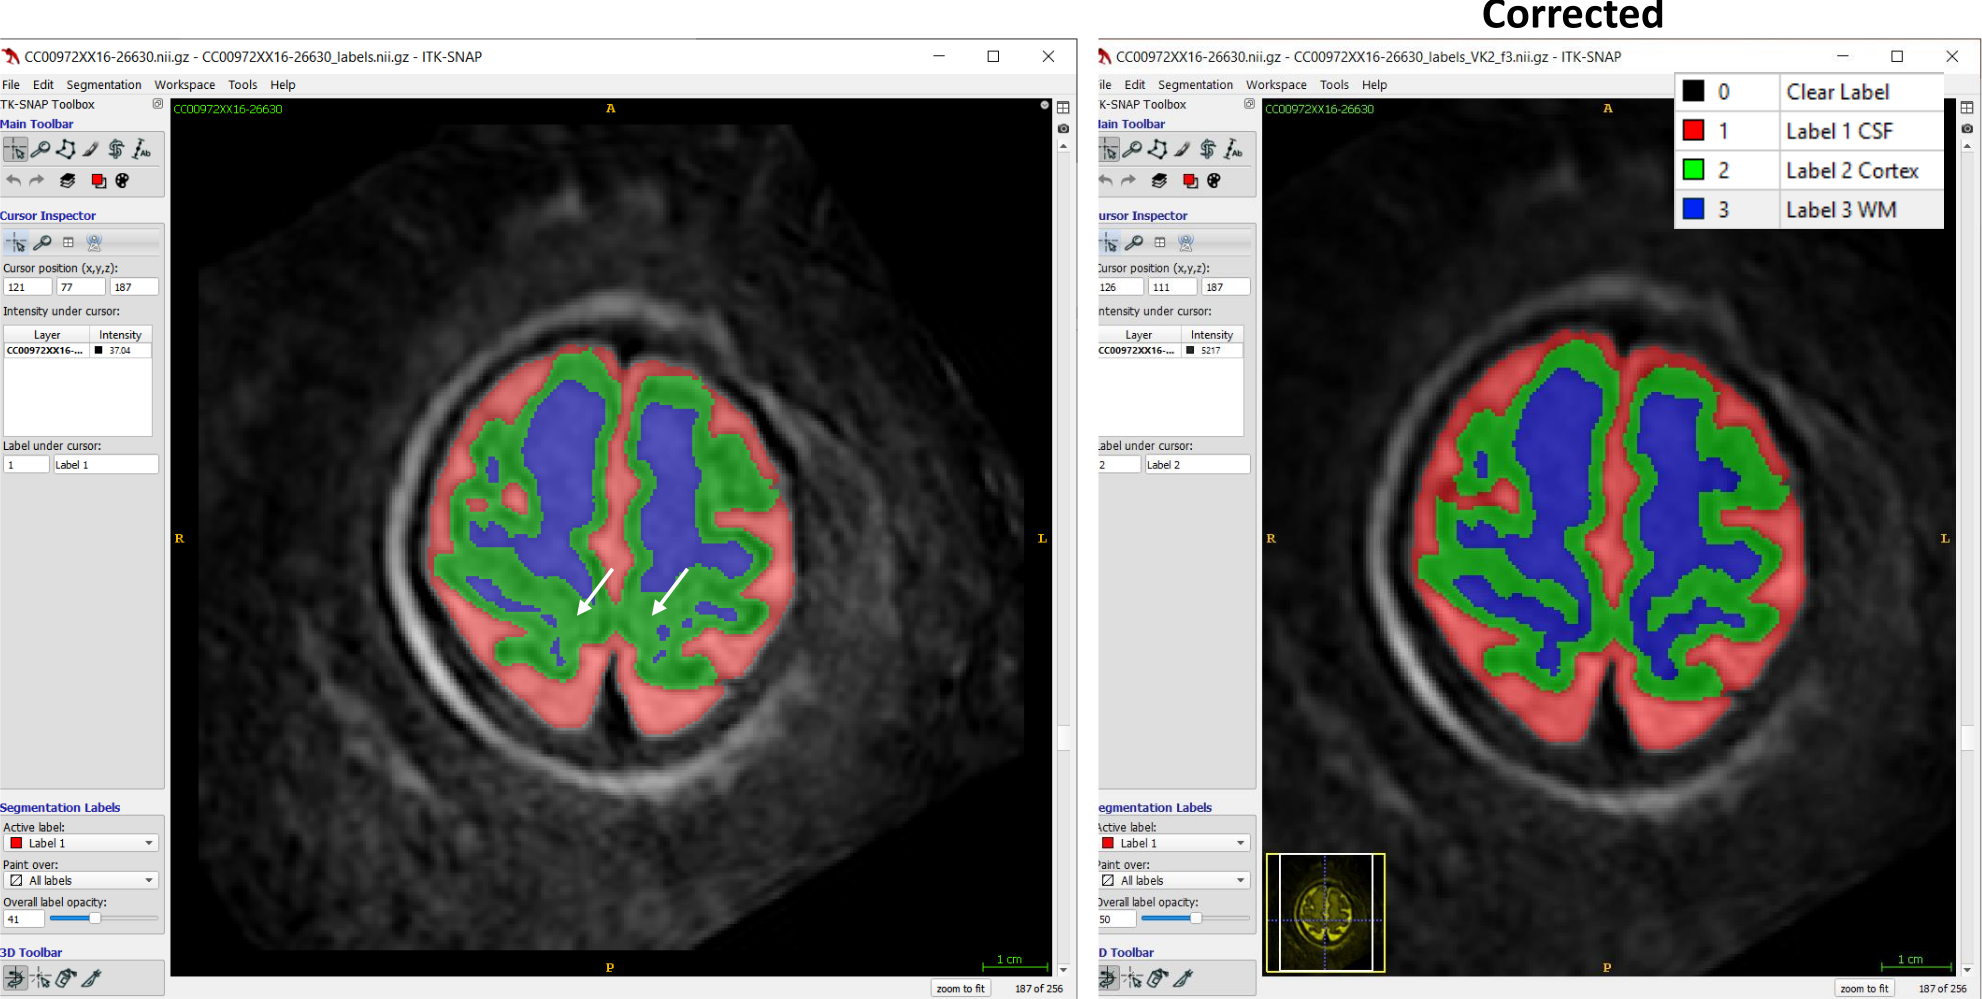 Corrected
CC00972XX16-26630.nii.gz - CC00972XX16-26630_labels.nii.gz - ITK-SNAP
File Edit Segmentation Workspace Tools Help
TK-SNAP Toolbox
Main Toolbar
Cursor Inspector
Cursor position (x,y,z):
121 77 187
Intensity under cursor:
Layer Intensity
CC00972XX16-... 37.04
Label under cursor:
1 Label 1
Segmentation Labels
Active label:
Label 1
Paint over:
All labels
Overall label opacity:
41
3D Toolbar
CC00972XX16-26630
A
R
L
P
1 cm
zoom to fit 187 of 256
CC00972XX16-26630.nii.gz - CC00972XX16-26630_labels_VK2_f3.nii.gz - ITK-SNAP
ile Edit Segmentation Workspace Tools Help
K-SNAP Toolbox
lain Toolbar
ursor Inspector
Cursor position (x,y,z):
126 111 187
ntensity under cursor:
Layer Intensity
CC00972XX16-... 5217
Label under cursor:
2 Label 2
egmentation Labels
Active label:
Label 1
Paint over:
All labels
Overall label opacity:
50
D Toolbar
CC00972XX16-26630
A
R
L
P
1 cm
zoom to fit 187 of 256
0 Clear Label
1 Label 1 CSF
2 Label 2 Cortex
3 Label 3 WM